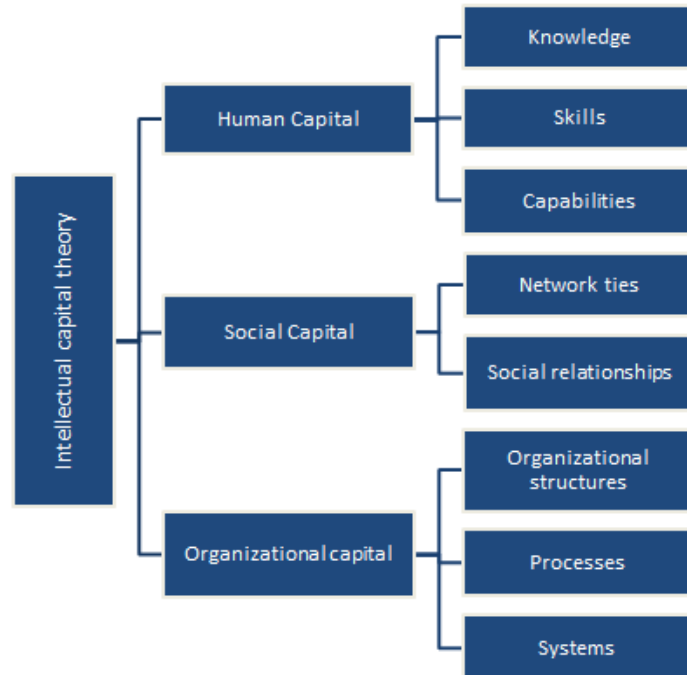 Intellectual capital theory
Human Capital
Knowledge
Skills
Capabilities
Social Capital
Network ties
Social relationships
Organizational capital
Organizational
structures
Processes
Systems